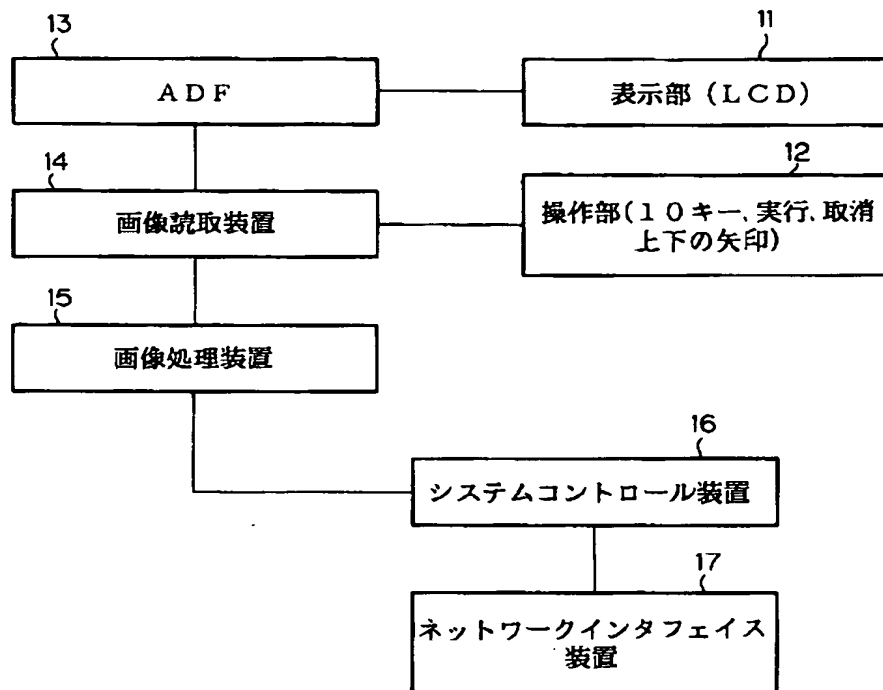 13
ADF
11
表示部(LCD)
14
画像読取装置
12
操作部(10キー、実行、取消
上下の矢印)
15
画像処理装置
16
システムコントロール装置
17
ネットワークインタフェイス
装置